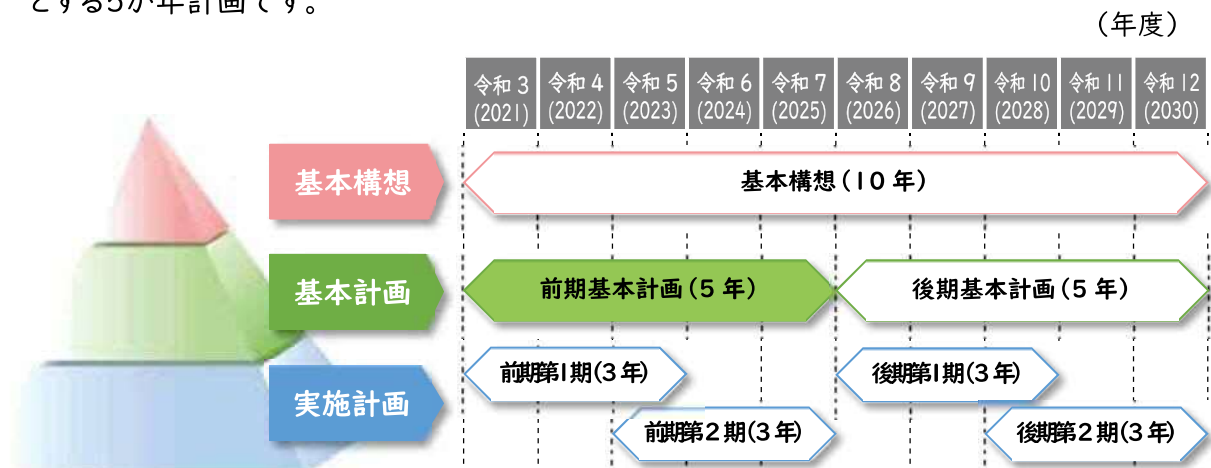 とする5か年計画です。
（年度）
令和3 令和4 令和5 令和6 令和7 令和8 令和9 令和10 令和11 令和12
(2021) (2022) (2023) (2024) (2025) (2026) (2027) (2028) (2029) (2030)
基本構想 基本構想（10年）
基本計画 前期基本計画（5年） 後期基本計画（5年）
前期第1期(3年) 後期第1期(3年)
実施計画
前期第2期(3年) 後期第2期(3年)